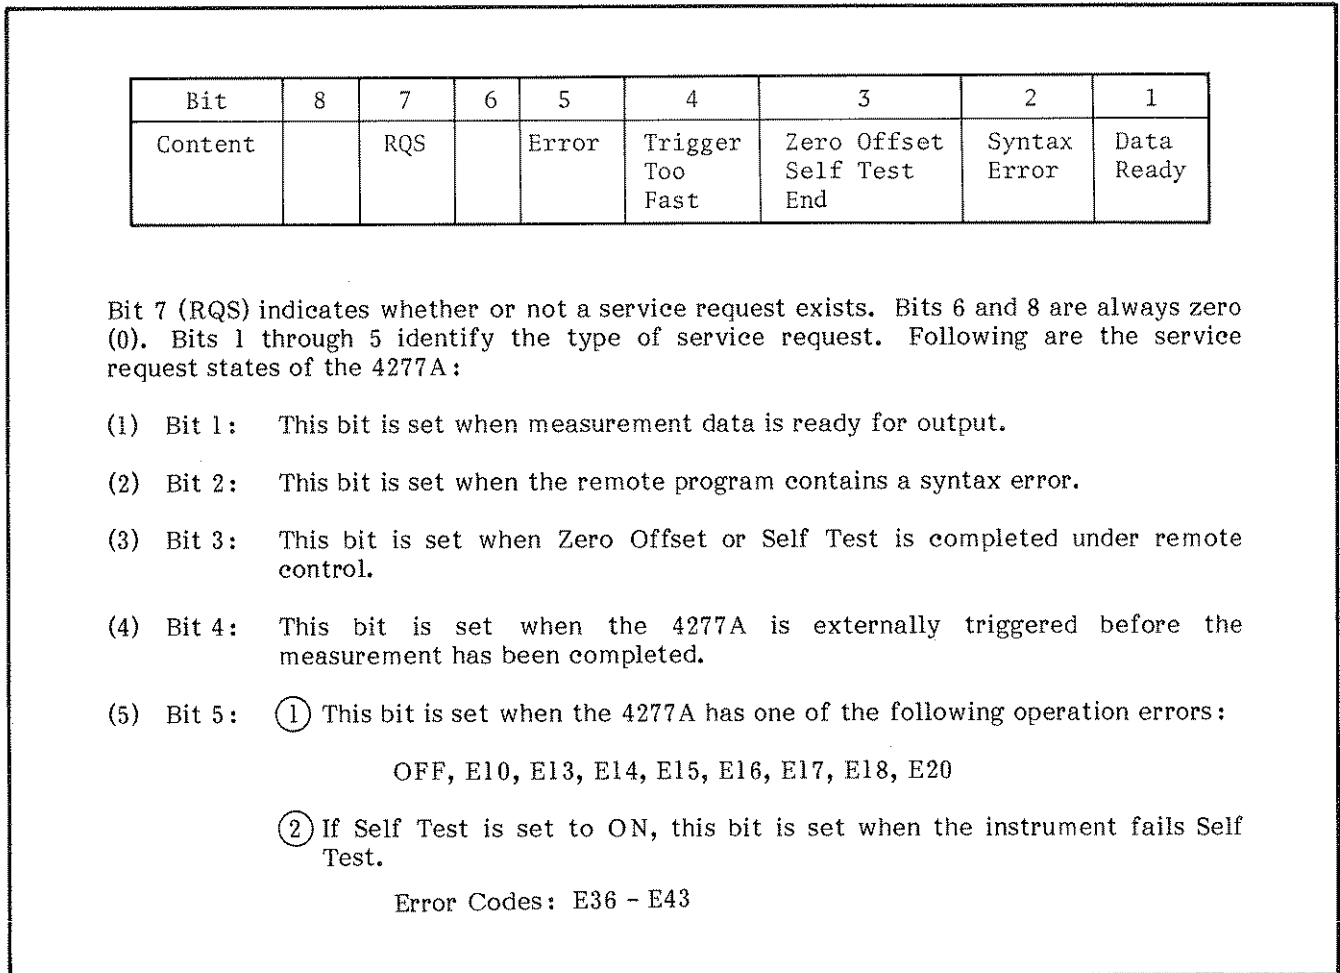 Bit 8 7 6 5 4 3 2 1
Content RQS Error Trigger Zero Offset Syntax Data
Too Self Test Error Ready
Fast End
Bit 7 (RQS) indicates whether or not a service request exists. Bits 6 and 8 are always zero
(0). Bits 1 through 5 identify the type of service request. Following are the service
request states of the 4277A:
(1) Bit 1: This bit is set when measurement data is ready for output.
(2) Bit 2: This bit is set when the remote program contains a syntax error.
(3) Bit 3: This bit is set when Zero Offset or Self Test is completed under remote
control.
(4) Bit 4: This bit is set when the 4277A is externally triggered before the
measurement has been completed.
(5) Bit 5: ① This bit is set when the 4277A has one of the following operation errors:
OFF, E10, E13, E14, E15, E16, E17, E18, E20
② If Self Test is set to ON, this bit is set when the instrument fails Self
Test.
Error Codes: E36 - E43